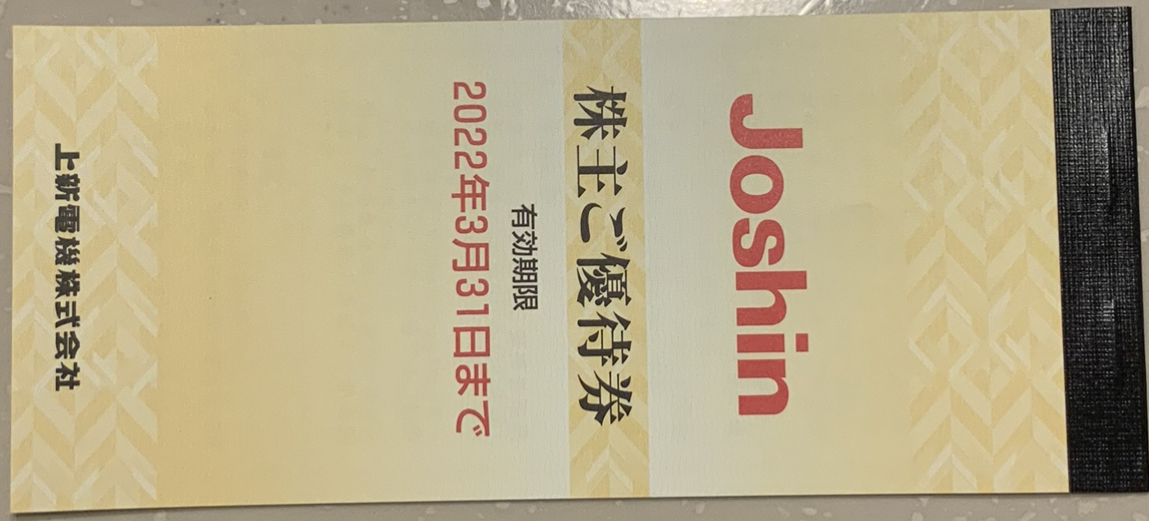 Joshin
株主ご優待券
有効期限
2022年3月31日まで
上新電機株式会社